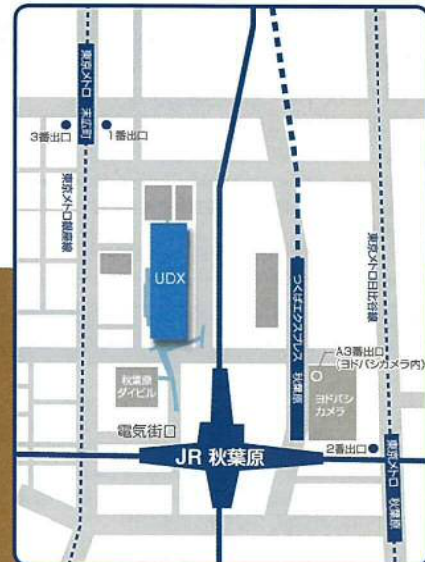 東京メトロ 末広町
3番出口
1番出口
東京メトロ銀座線
UDX
つくばエクスプレス 秋葉原
東京メトロ日比谷線
A3番出口
(ヨドバシカメラ内)
秋葉原
ダイビル
ヨドバシ
カメラ
電気街口
JR 秋葉原
2番出口
東京メトロ 秋葉原